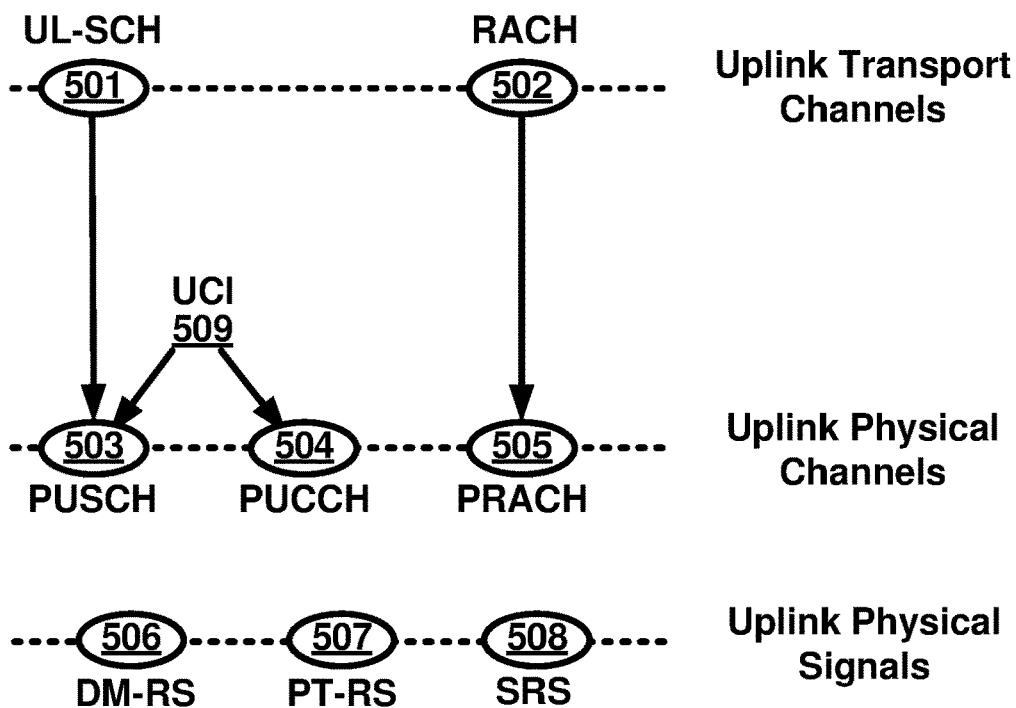 UL-SCH
RACH
501
502
Uplink Transport
Channels
UCI
509
503
504
505
Uplink Physical
Channels
PUSCH
PUCCH
PRACH
506
507
508
Uplink Physical
Signals
DM-RS
PT-RS
SRS